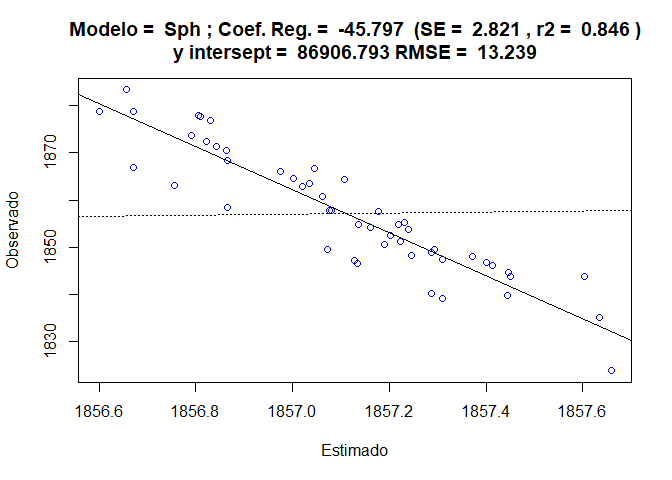 Modelo = Sph ; Coef. Reg. = -45.797 (SE = 2.821 , r2 = 0.846 )
y intersept = 86906.793 RMSE = 13.239
1870
1850
1830
Observado
1856.6 1856.8 1857.0 1857.2 1857.4 1857.6
Estimado